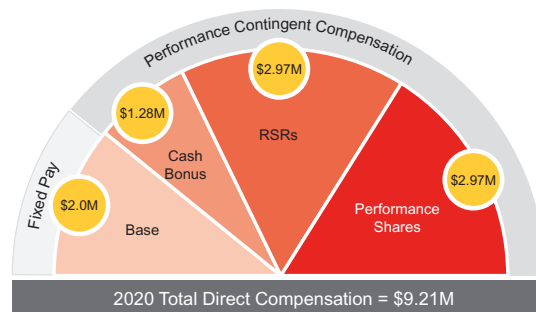 Performance Contingent Compensation
Fixed Pay
$2.0M
$1.28M
$2.97M
$2.97M
Base
Cash
Bonus
RSRs
Performance
Shares
2020 Total Direct Compensation = $9.21M